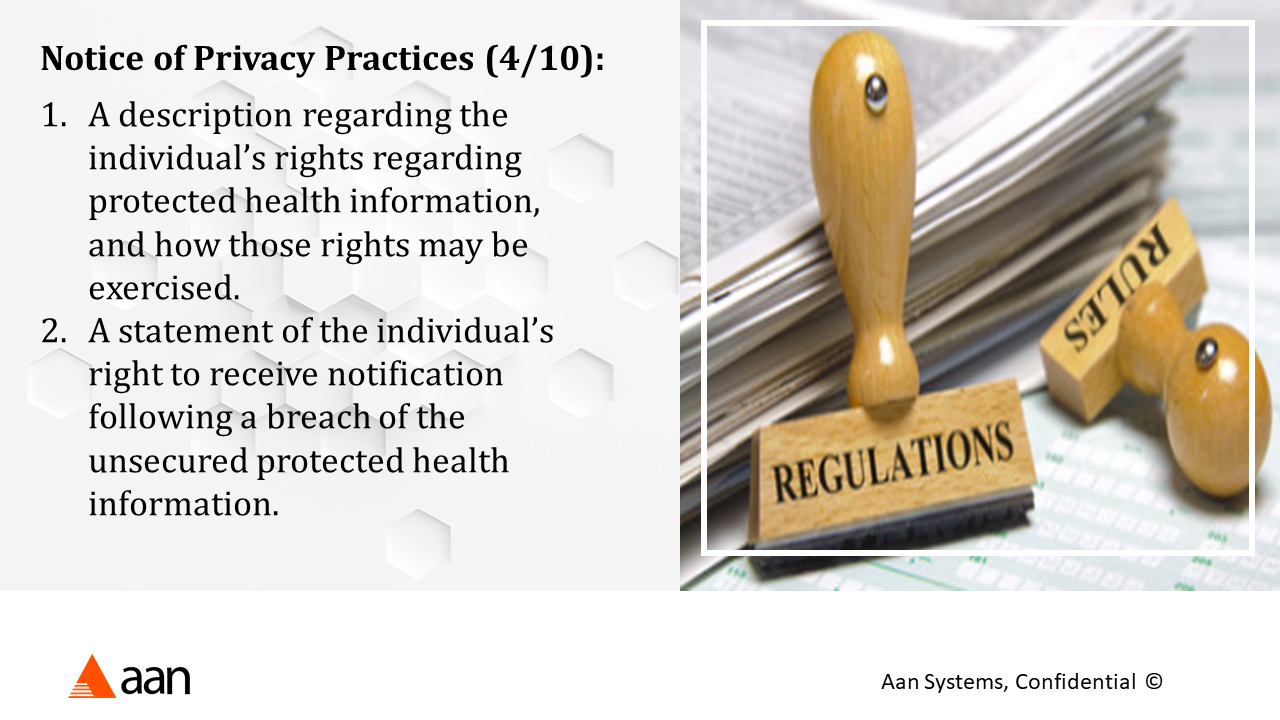 Notice of Privacy Practices (4/10):
1. A description regarding the
individual’s rights regarding
protected health information,
and how those rights may be
exercised.
2. A statement of the individual’s
right to receive notification
following a breach of the
unsecured protected health
information.
REGULATIONS
RULES
aan
Aan Systems, Confidential ©